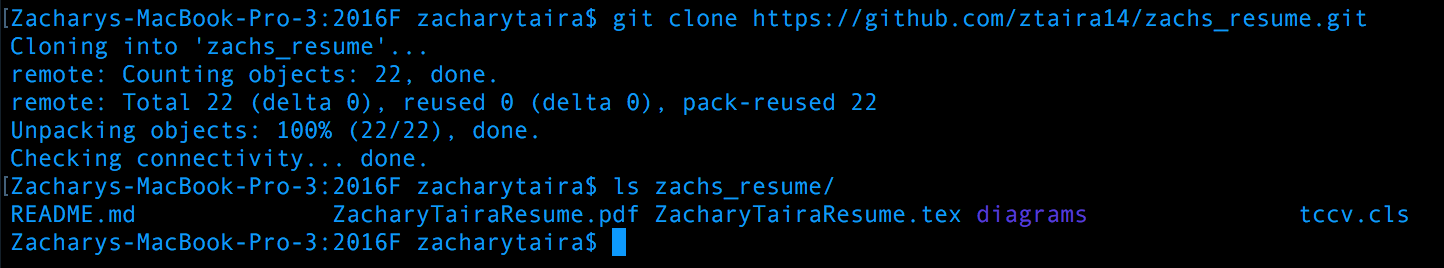 [Zacharys-MacBook-Pro-3:2016F zacharytaira$ git clone https://github.com/ztaira14/zachs_resume.git
Cloning into 'zachs_resume'...
remote: Counting objects: 22, done.
remote: Total 22 (delta 0), reused 0 (delta 0), pack-reused 22
Unpacking objects: 100% (22/22), done.
Checking connectivity... done.
[Zacharys-MacBook-Pro-3:2016F zacharytaira$ ls zachs_resume/
README.md ZacharyTairaResume.pdf ZacharyTairaResume.tex diagrams tccv.cls
Zacharys-MacBook-Pro-3:2016F zacharytaira$